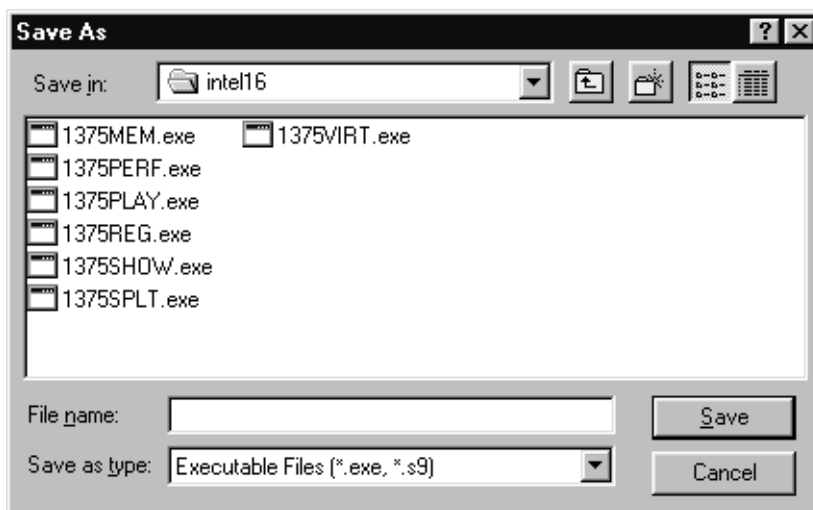 Save As
Save in: intel16
1375MEM.exe 1375VIRT.exe
1375PERF.exe
1375PLAY.exe
1375REG.exe
1375SHOW.exe
1375SPLT.exe
File name: Save
Save as type: Executable Files (*.exe, *.s9) Cancel